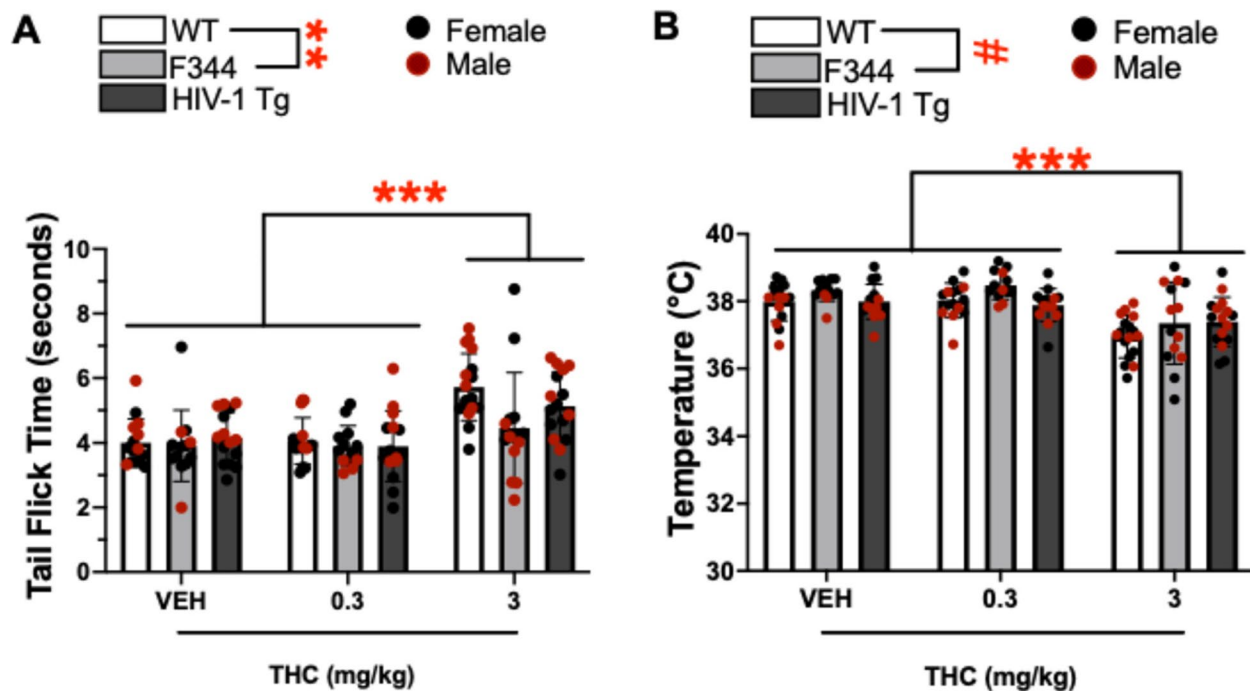 A
WT
F344
HIV-1 Tg
**
Female
Male
***
Tail Flick Time (seconds)
10
8
6
4
2
0
VEH
0.3
3
THC (mg/kg)
B
WT
F344
HIV-1 Tg
#
Female
Male
***
Temperature (°C)
40
38
36
34
32
30
VEH
0.3
3
THC (mg/kg)